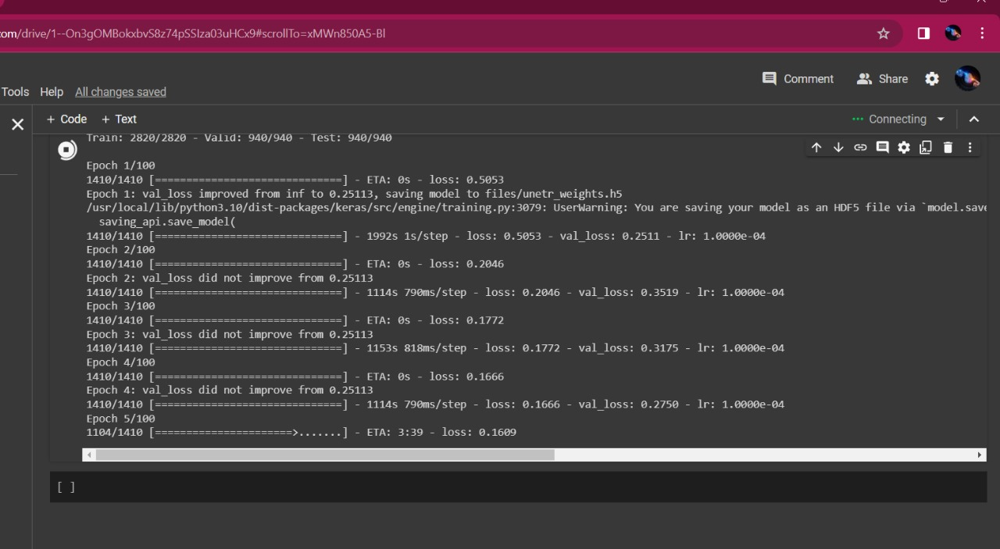 com/drive/1--On3gOMBokxbvS8z74pSSIza03uHCx9#scrollTo=xMWn850A5-Bl
Comment
Share
Tools Help All changes saved
+ Code + Text
Connecting
Train: 2820/2820 - Valid: 940/940 - Test: 940/940
Epoch 1/100
1410/1410 [==============================] - ETA: 0s - loss: 0.5053
Epoch 1: val_loss improved from inf to 0.25113, saving model to files/unetr_weights.h5
/usr/local/lib/python3.10/dist-packages/keras/src/engine/training.py:3079: UserWarning: You are saving your model as an HDF5 file via `model.save
saving_api.save_model(
1410/1410 [==============================] - 1992s 1s/step - loss: 0.5053 - val_loss: 0.2511 - lr: 1.0000e-04
Epoch 2/100
1410/1410 [==============================] - ETA: 0s - loss: 0.2046
Epoch 2: val_loss did not improve from 0.25113
1410/1410 [==============================] - 1114s 790ms/step - loss: 0.2046 - val_loss: 0.3519 - lr: 1.0000e-04
Epoch 3/100
1410/1410 [==============================] - ETA: 0s - loss: 0.1772
Epoch 3: val_loss did not improve from 0.25113
1410/1410 [==============================] - 1153s 818ms/step - loss: 0.1772 - val_loss: 0.3175 - lr: 1.0000e-04
Epoch 4/100
1410/1410 [==============================] - ETA: 0s - loss: 0.1666
Epoch 4: val_loss did not improve from 0.25113
1410/1410 [==============================] - 1114s 790ms/step - loss: 0.1666 - val_loss: 0.2750 - lr: 1.0000e-04
Epoch 5/100
1104/1410 [======================>.......] - ETA: 3:39 - loss: 0.1609
[ ]